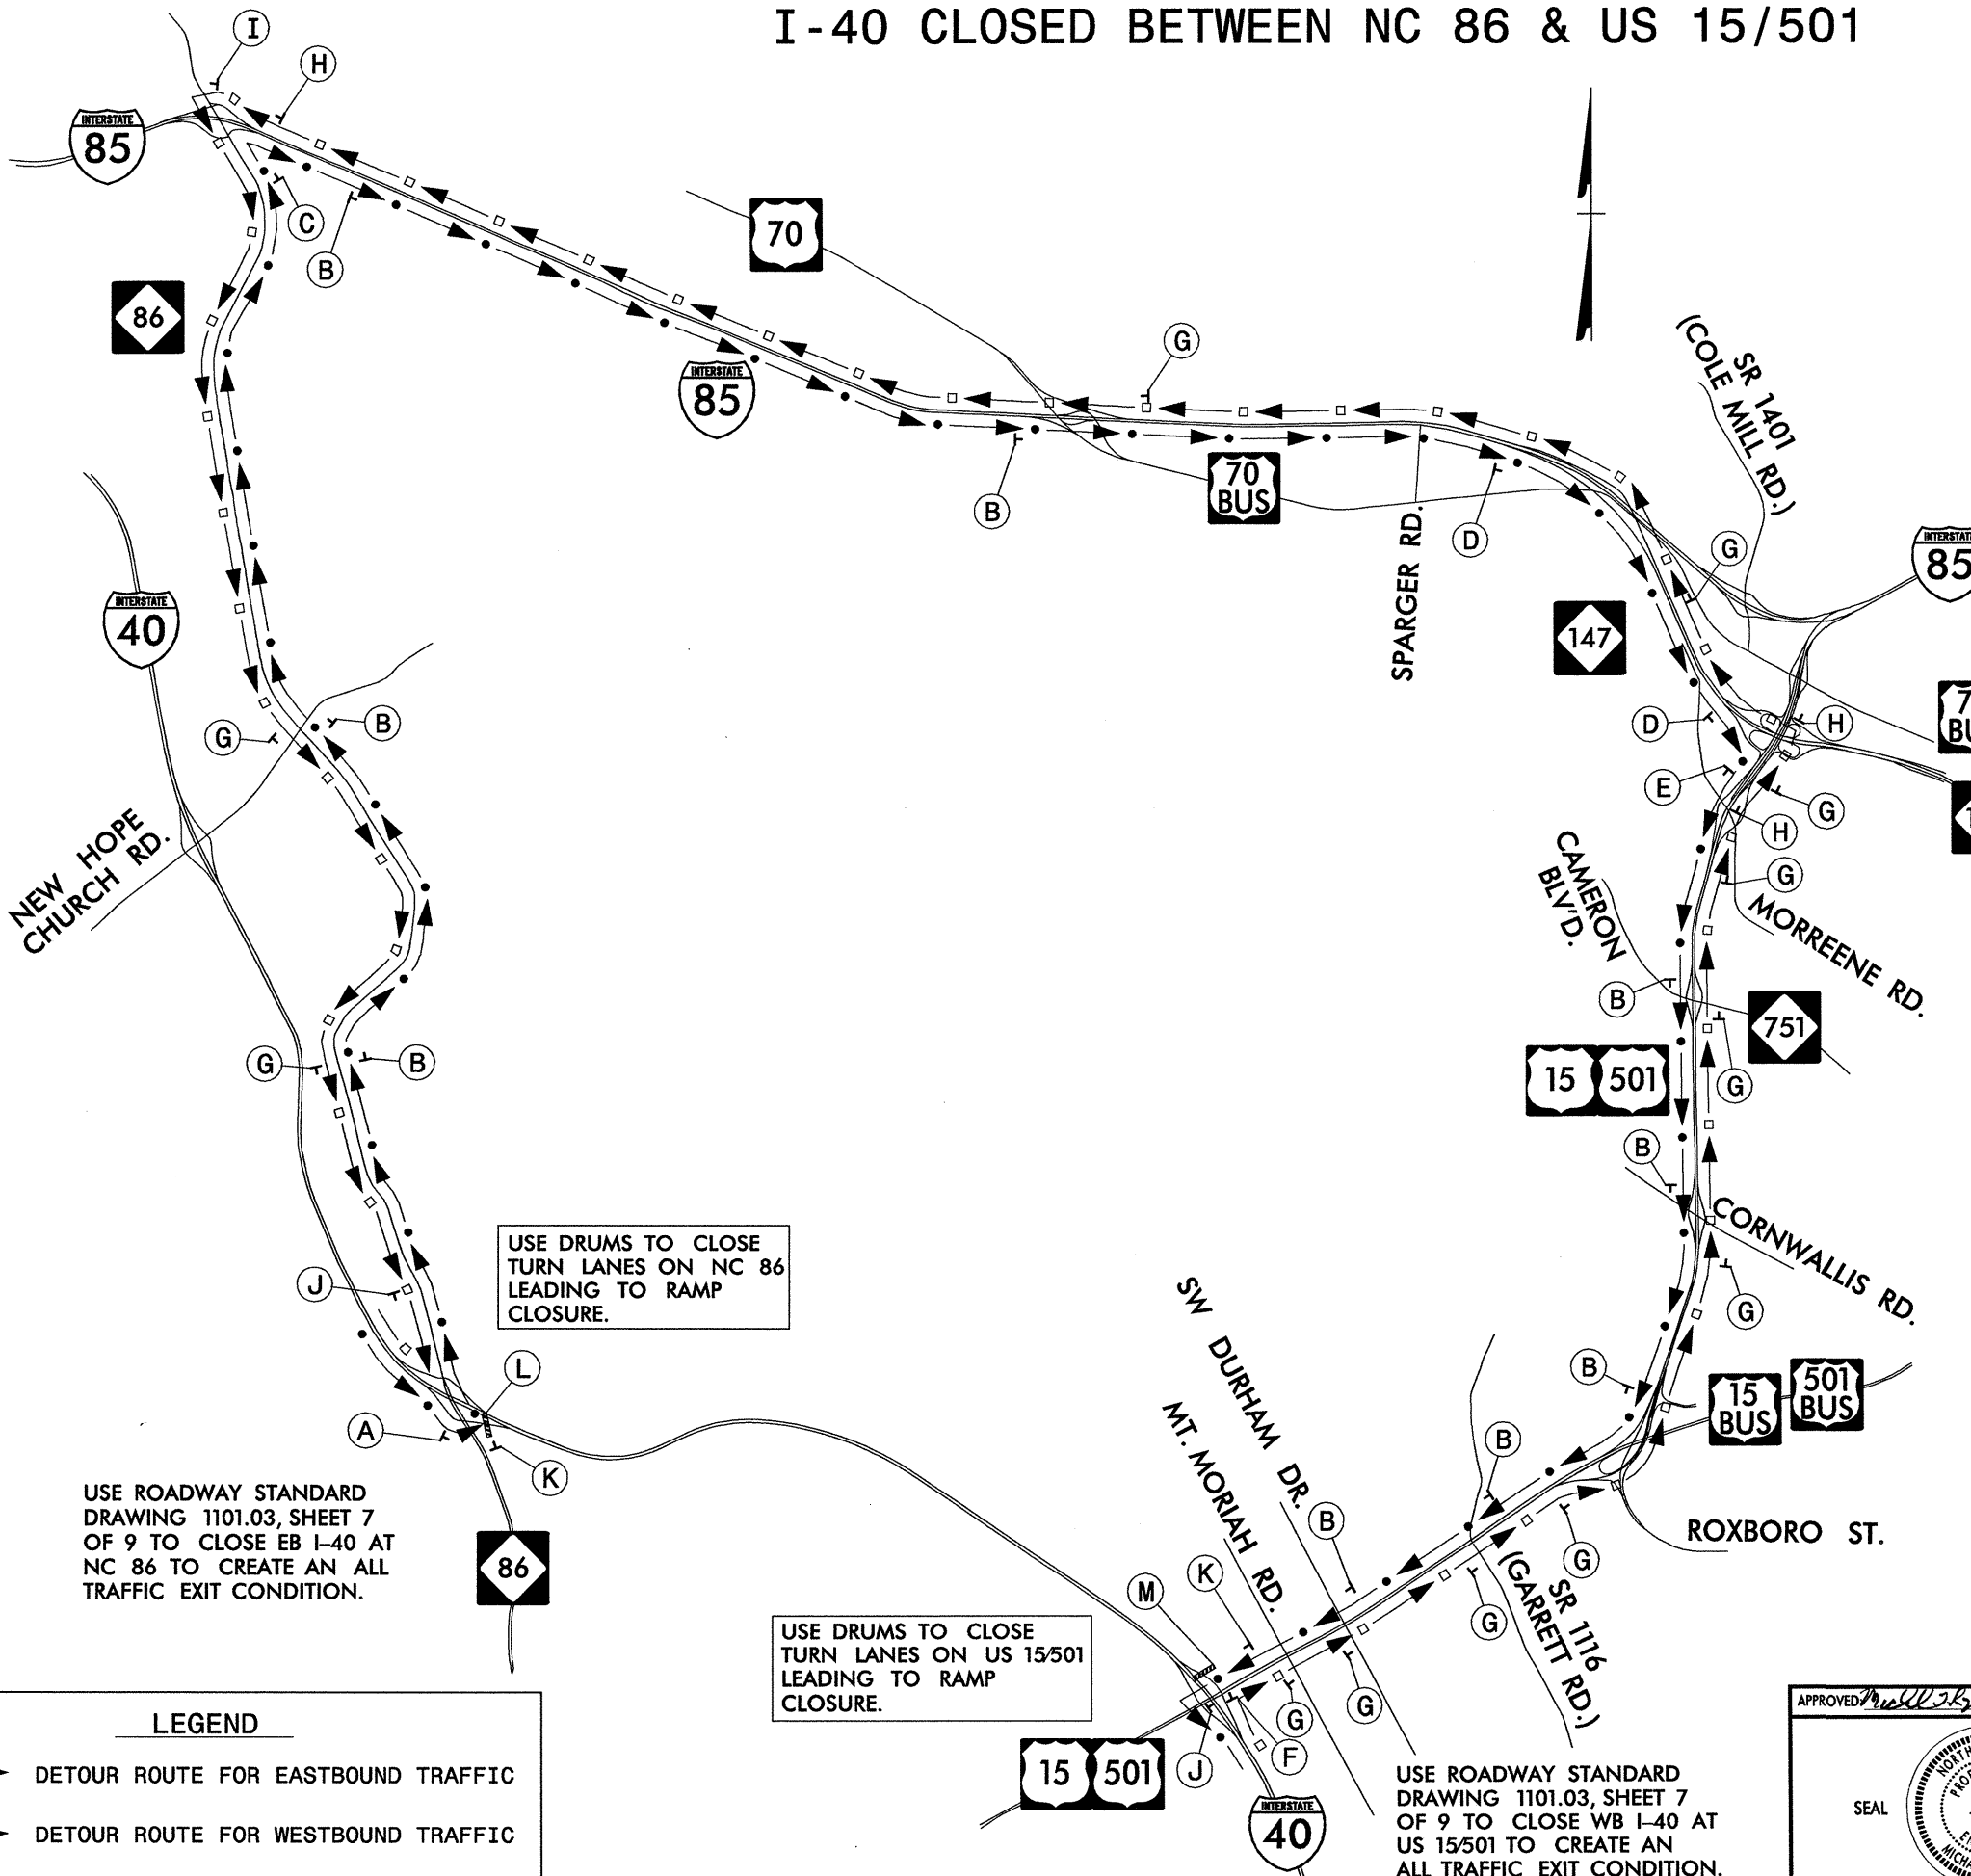 I-40 CLOSED BETWEEN NC 86 & US 15/501
I
H
INTERSTATE
85
C
B
70
86
INTERSTATE
85
G
SR 1401
(COLE MILL RD.)
B
70
BUS
D
SPARGER RD.
G
INTERSTATE
85
INTERSTATE
40
147
G
B
D
H
E
G
H
NEW HOPE
CHURCH RD.
CAMERON
BLV'D.
G
MORREENE RD.
B
751
G
B
15
501
G
B
CORNWALLIS RD.
USE DRUMS TO CLOSE
TURN LANES ON NC 86
LEADING TO RAMP
CLOSURE.
J
G
SW DURHAM DR.
MT. MORIAH RD.
L
B
15
BUS
501
BUS
A
K
B
B
USE ROADWAY STANDARD
DRAWING 1101.03, SHEET 7
OF 9 TO CLOSE EB I-40 AT
NC 86 TO CREATE AN ALL
TRAFFIC EXIT CONDITION.
86
ROXBORO ST.
G
M
K
G
SR 1116
(GARRETT RD.)
USE DRUMS TO CLOSE
TURN LANES ON US 15/501
LEADING TO RAMP
CLOSURE.
G
G
F
J
15
501
INTERSTATE
40
LEGEND
DETOUR ROUTE FOR EASTBOUND TRAFFIC
DETOUR ROUTE FOR WESTBOUND TRAFFIC
USE ROADWAY STANDARD
DRAWING 1101.03, SHEET 7
OF 9 TO CLOSE WB I-40 AT
US 15/501 TO CREATE AN
ALL TRAFFIC EXIT CONDITION.
APPROVED:
SEAL